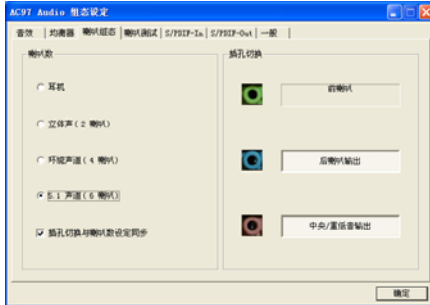 AC97 Audio 组态设定
音效 均衡器 喇叭组态 喇叭测试 S/PDIF-In S/PDIF-Out 一般
喇叭数
耳机
立体声(2 喇叭)
环绕声道(4 喇叭)
5.1 声道(6 喇叭)
插孔切换与喇叭数设定同步
插孔切换
前喇叭
后喇叭输出
中央/重低音输出
确定